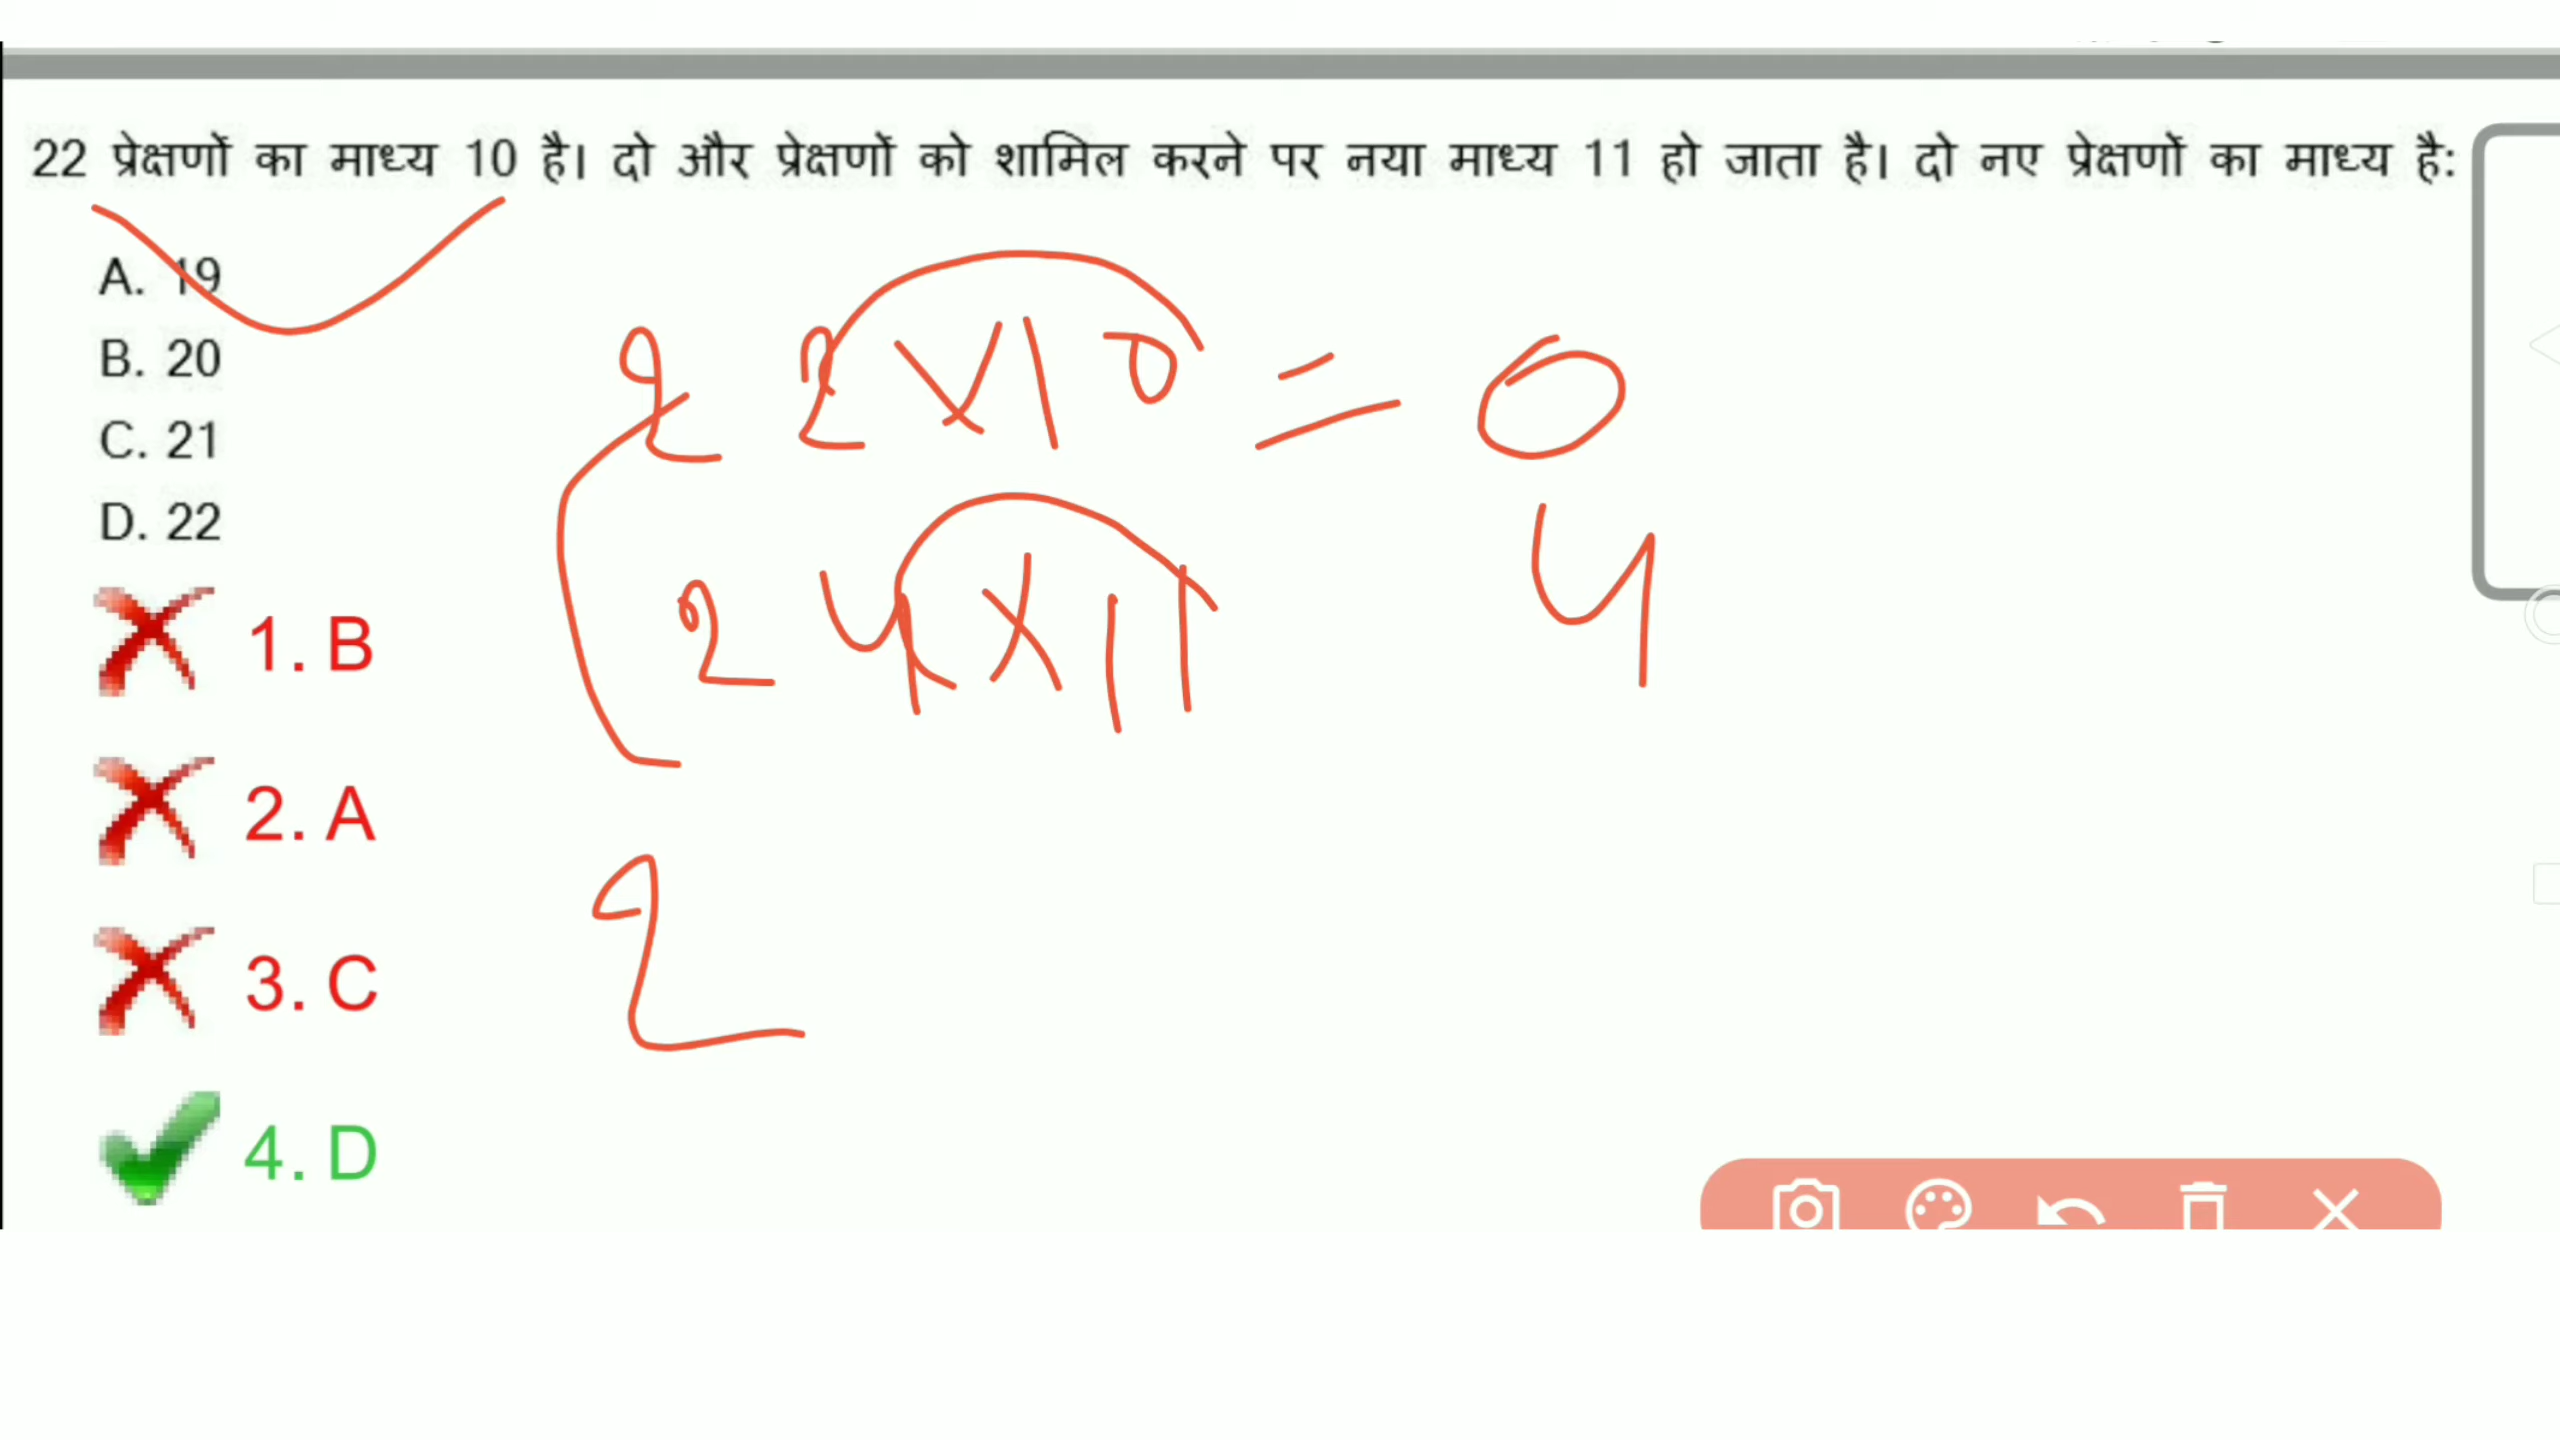 22 प्रेक्षणों का माध्य 10 है। दो और प्रेक्षणों को शामिल करने पर नया माध्य 11 हो जाता है। दो नए प्रेक्षणों का माध्य है:
A. 19
B. 20
C. 21
D. 22
22×10 = 0
24×11 4
1. B
2. A
3. C
2
4. D